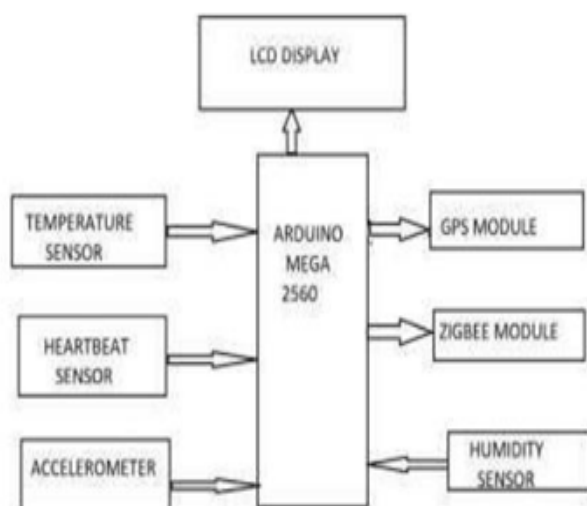 LCD DISPLAY
TEMPERATURE
SENSOR
ARDUINO
MEGA
2560
GPS MODULE
HEARTBEAT
SENSOR
ZIGBEE MODULE
ACCELEROMETER
HUMIDITY
SENSOR